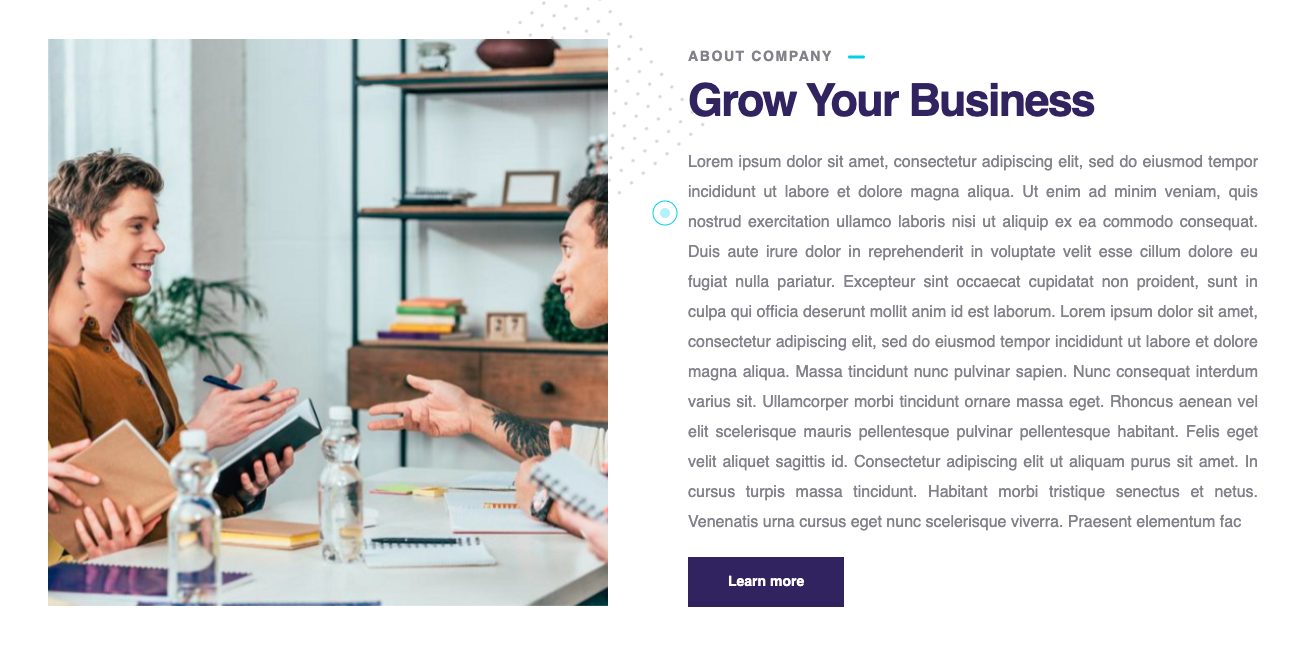 ABOUT COMPANY
Grow Your Business
Lorem ipsum dolor sit amet, consectetur adipiscing elit, sed do eiusmod tempor
incididunt ut labore et dolore magna aliqua. Ut enim ad minim veniam, quis
nostrud exercitation ullamco laboris nisi ut aliquip ex ea commodo consequat.
Duis aute irure dolor in reprehenderit in voluptate velit esse cillum dolore eu
fugiat nulla pariatur. Excepteur sint occaecat cupidatat non proident, sunt in
culpa qui officia deserunt mollit anim id est laborum. Lorem ipsum dolor sit amet,
consectetur adipiscing elit, sed do eiusmod tempor incididunt ut labore et dolore
magna aliqua. Massa tincidunt nunc pulvinar sapien. Nunc consequat interdum
varius sit. Ullamcorper morbi tincidunt ornare massa eget. Rhoncus aenean vel
elit scelerisque mauris pellentesque pulvinar pellentesque habitant. Felis eget
velit aliquet sagittis id. Consectetur adipiscing elit ut aliquam purus sit amet. In
cursus turpis massa tincidunt. Habitant morbi tristique senectus et netus.
Venenatis urna cursus eget nunc scelerisque viverra. Praesent elementum fac
Learn more